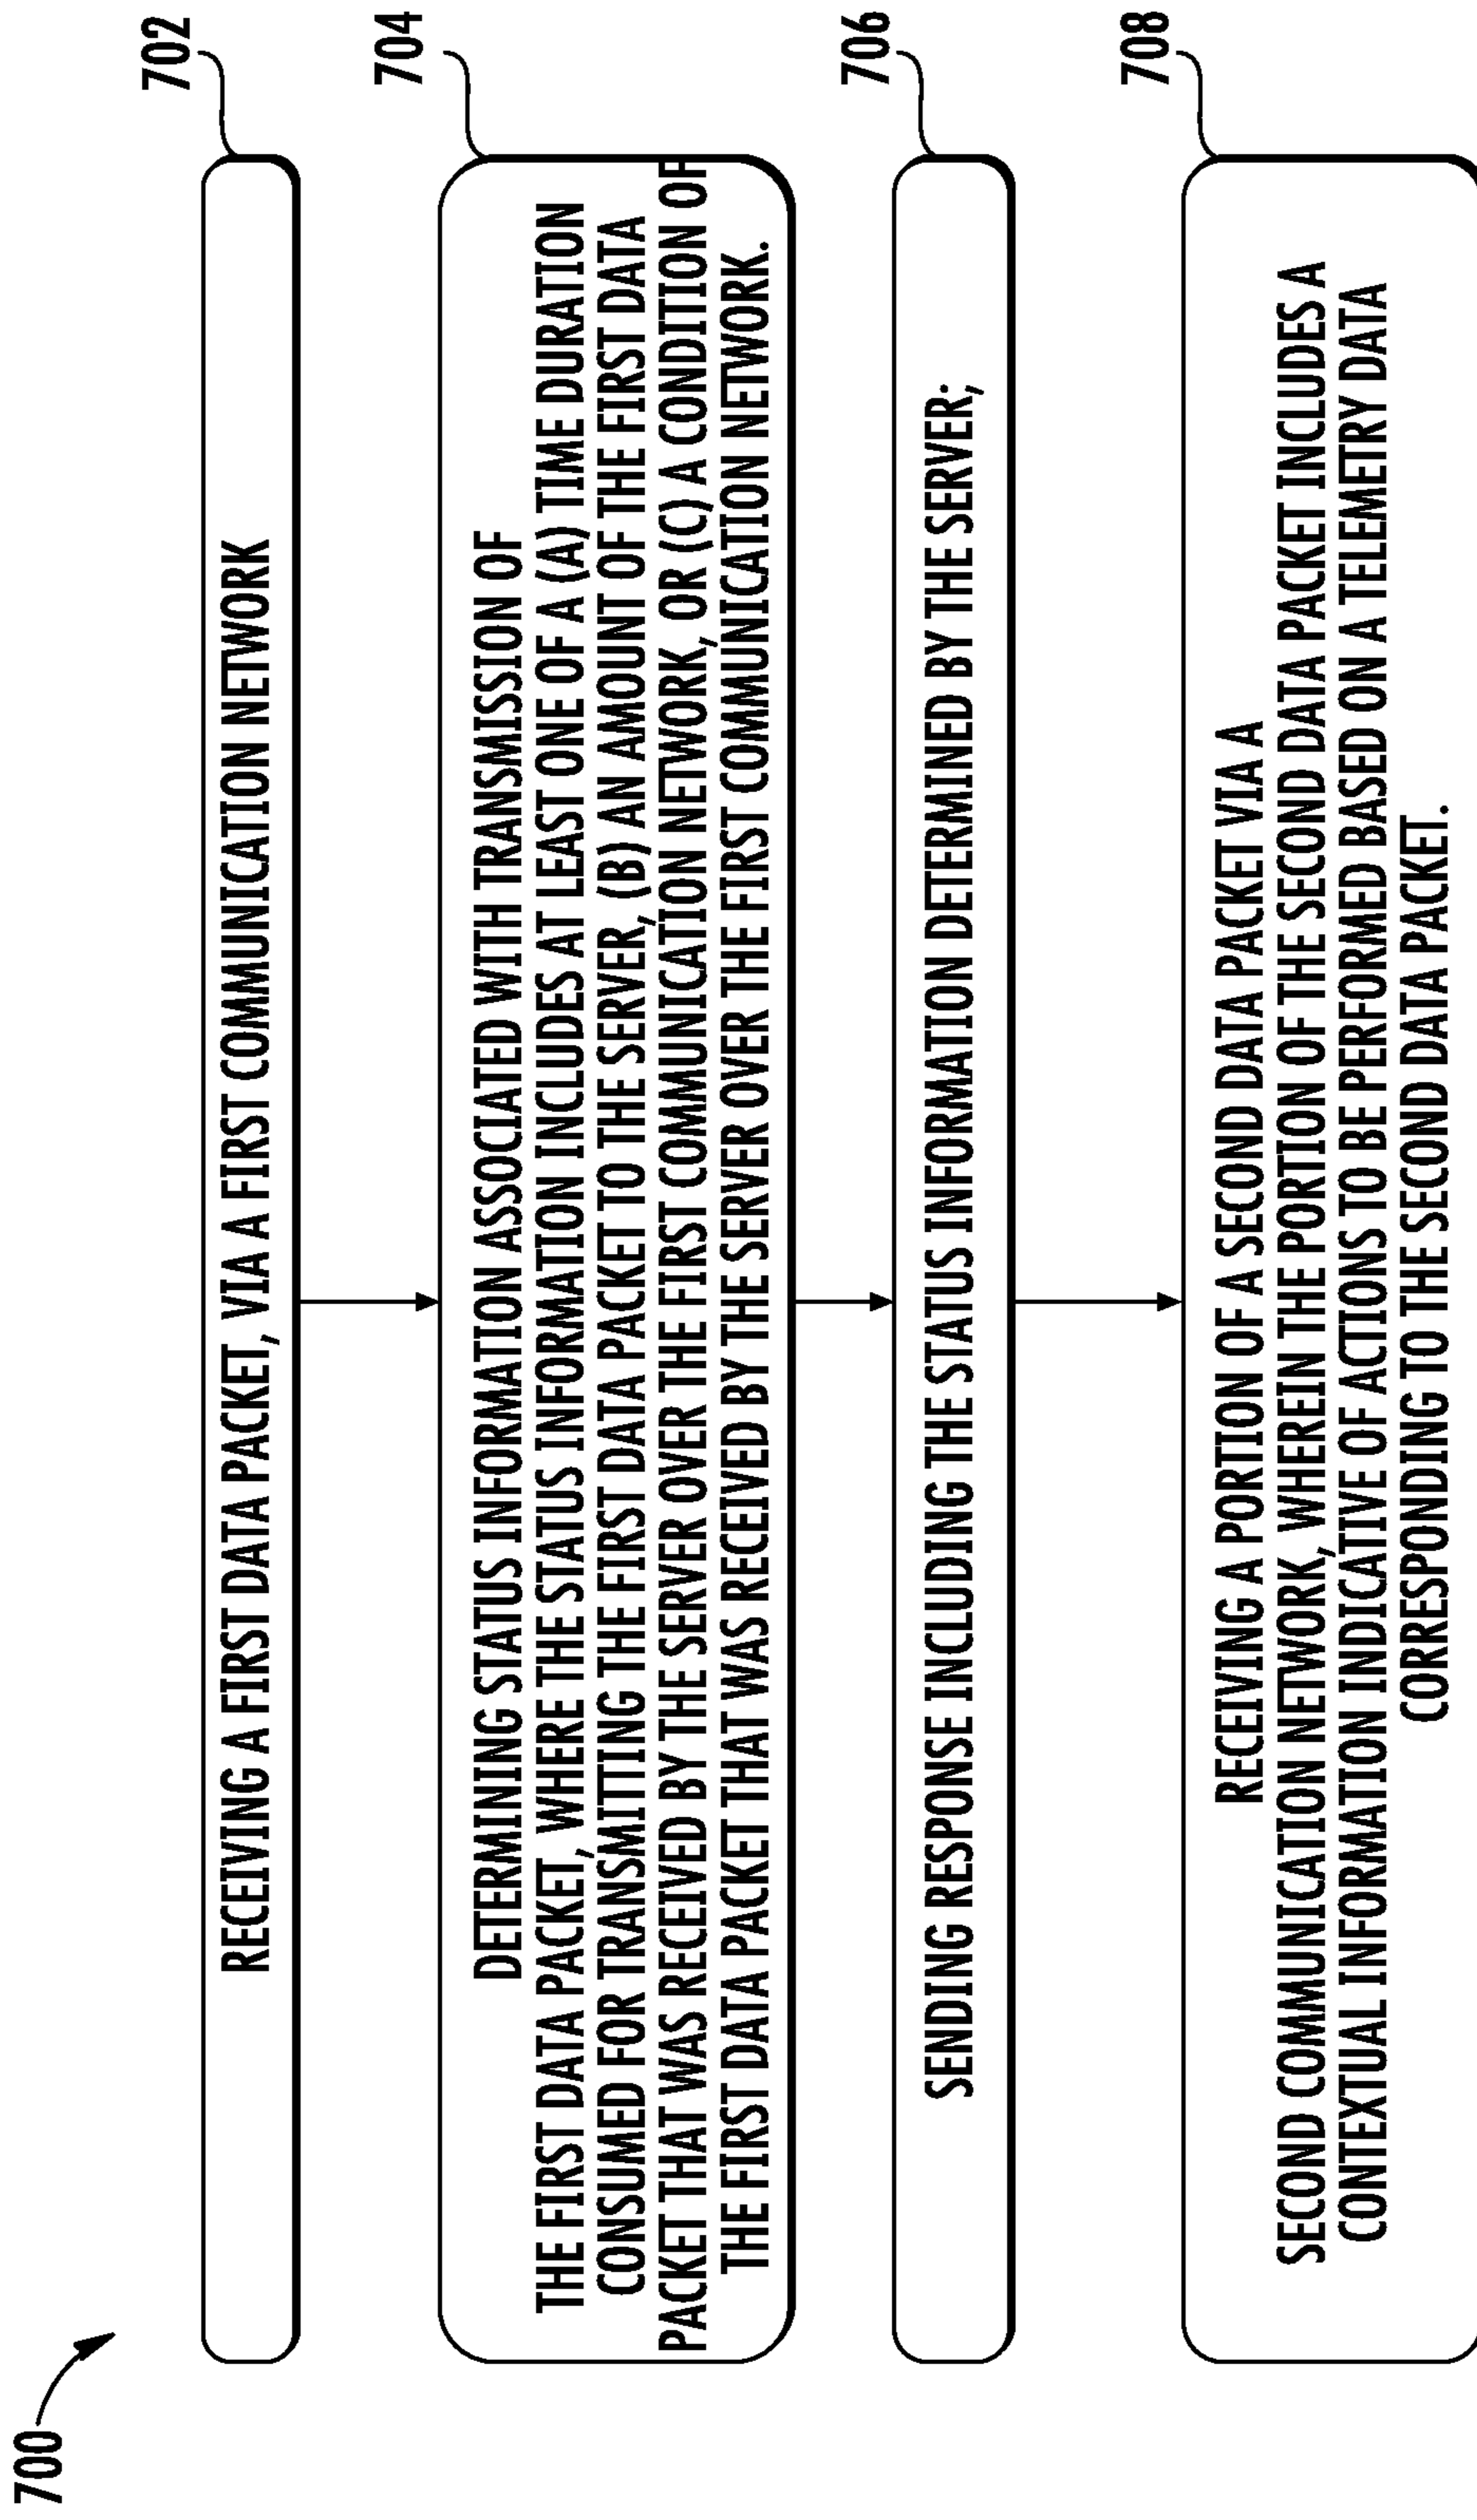 700
702
RECEIVING A FIRST DATA PACKET, VIA A FIRST COMMUNICATION NETWORK
704
DETERMINING STATUS INFORMATION ASSOCIATED WITH TRANSMISSION OF
THE FIRST DATA PACKET, WHERE THE STATUS INFORMATION INCLUDES AT LEAST ONE OF A (A) TIME DURATION
CONSUMED FOR TRANSMITTING THE FIRST DATA PACKET TO THE SERVER, (B) AN AMOUNT OF THE FIRST DATA
PACKET THAT WAS RECEIVED BY THE SERVER OVER THE FIRST COMMUNICATION NETWORK, OR (C) A CONDITION OF
THE FIRST DATA PACKET THAT WAS RECEIVED BY THE SERVER OVER THE FIRST COMMUNICATION NETWORK.
706
SENDING RESPONSE INCLUDING THE STATUS INFORMATION DETERMINED BY THE SERVER;
708
RECEIVING A PORTION OF A SECOND DATA PACKET VIA A
SECOND COMMUNICATION NETWORK, WHEREIN THE PORTION OF THE SECOND DATA PACKET INCLUDES A
CONTEXTUAL INFORMATION INDICATIVE OF ACTIONS TO BE PERFORMED BASED ON A TELEMETRY DATA
CORRESPONDING TO THE SECOND DATA PACKET.